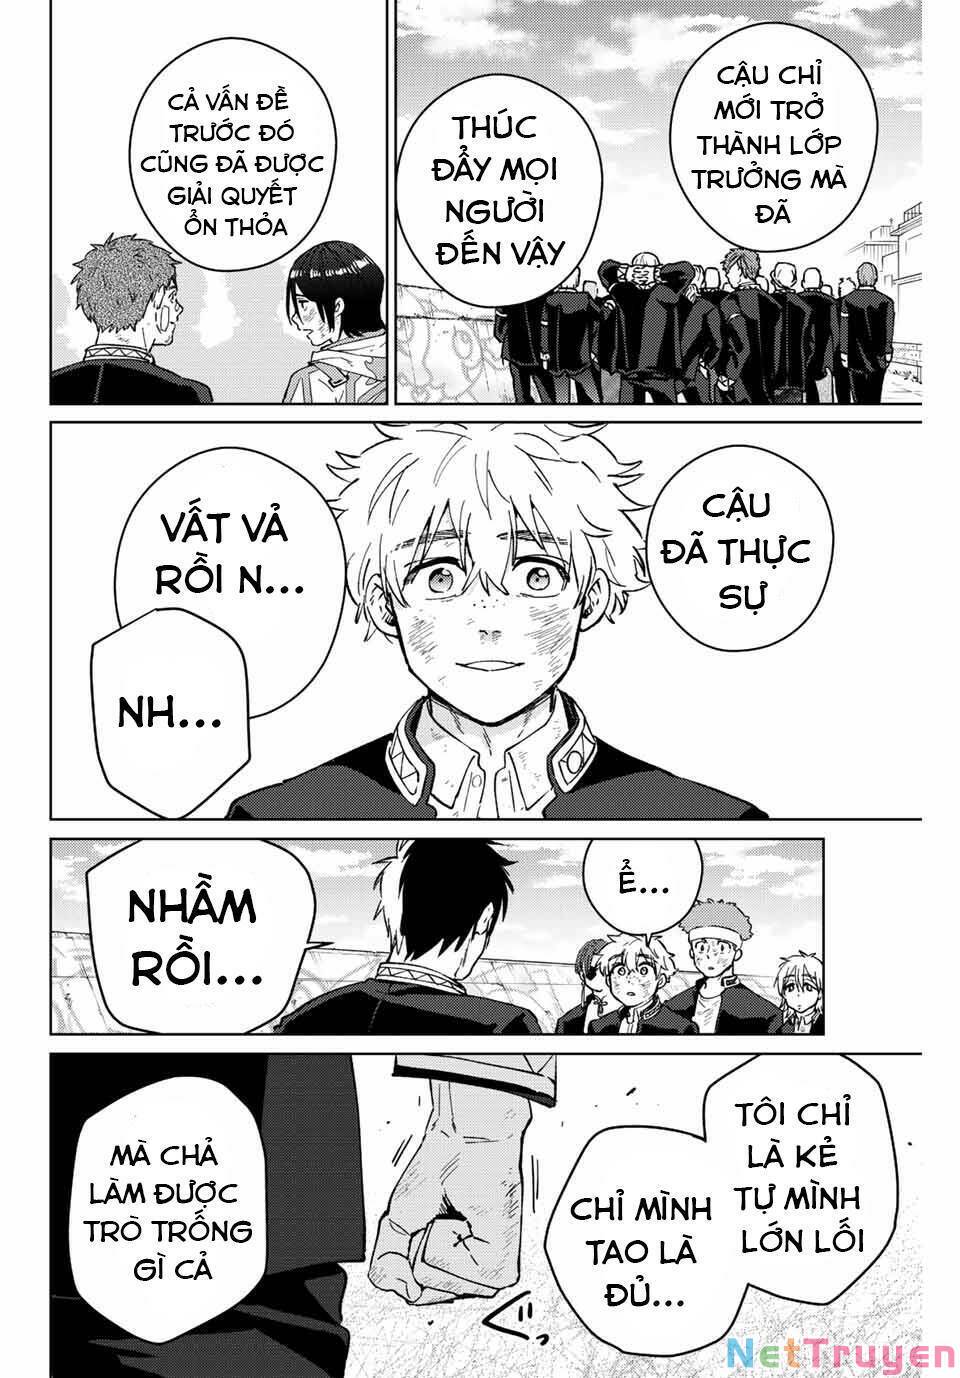 CẬU CHỈ
MỚI TRỞ
THÀNH LỚP
TRƯỞNG MÀ
ĐÃ
THÚC
ĐẨY MỌI
NGƯỜI
ĐẾN VẬY
CẢ VẤN ĐỀ
TRƯỚC ĐÓ
CŨNG ĐÃ ĐƯỢC
GIẢI QUYẾT
ỔN THỎA
CẬU
ĐÃ THỰC
SỰ
VẤT VẢ
RỒI N...
NH...
NHẦM
RỒI...
Ể...
TÔI CHỈ
LÀ KẺ
TỰ MÌNH
LỚN LỐI
CHỈ MÌNH
TAO LÀ
ĐỦ...
MÀ CHẢ
LÀM ĐƯỢC
TRÒ TRỐNG
GÌ CẢ
NetTruyen